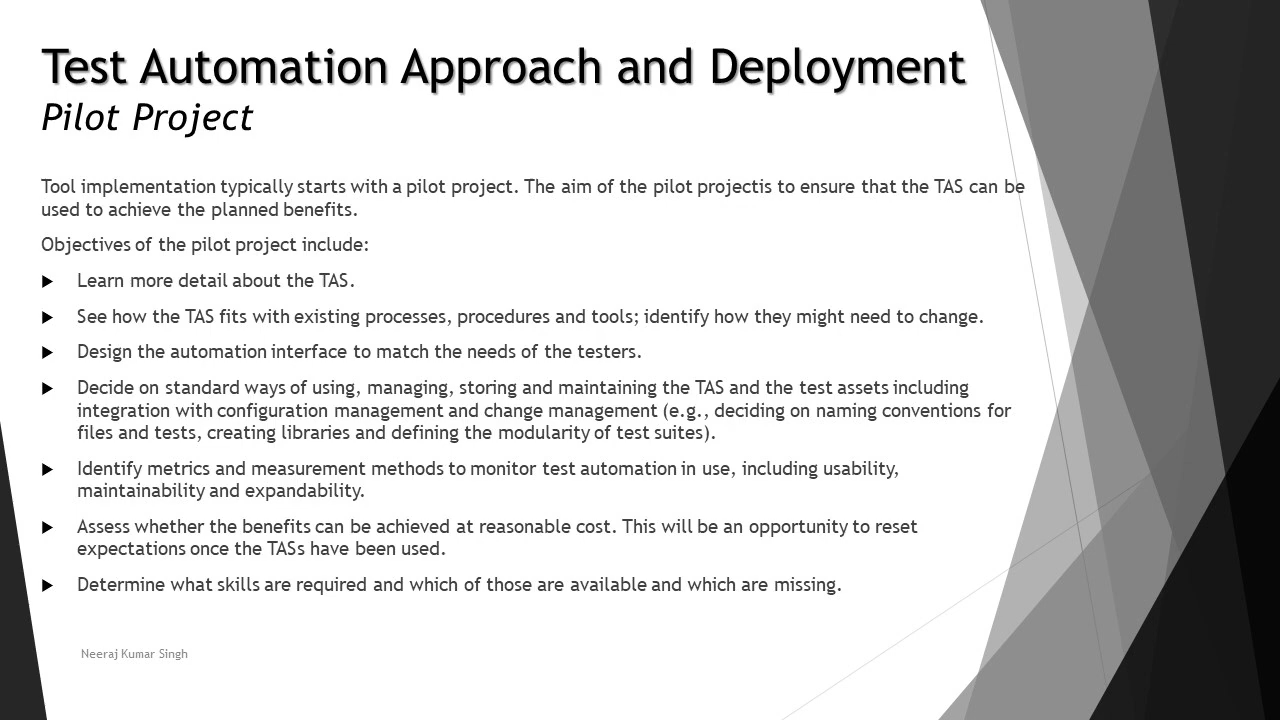 Test Automation Approach and Deployment
Pilot Project
Tool implementation typically starts with a pilot project. The aim of the pilot projectis to ensure that the TAS can be
used to achieve the planned benefits.
Objectives of the pilot project include:
Learn more detail about the TAS.
See how the TAS fits with existing processes, procedures and tools; identify how they might need to change.
Design the automation interface to match the needs of the testers.
Decide on standard ways of using, managing, storing and maintaining the TAS and the test assets including
integration with configuration management and change management (e.g., deciding on naming conventions for
files and tests, creating libraries and defining the modularity of test suites).
Identify metrics and measurement methods to monitor test automation in use, including usability,
maintainability and expandability.
Assess whether the benefits can be achieved at reasonable cost. This will be an opportunity to reset
expectations once the TASs have been used.
Determine what skills are required and which of those are available and which are missing.
Neeraj Kumar Singh